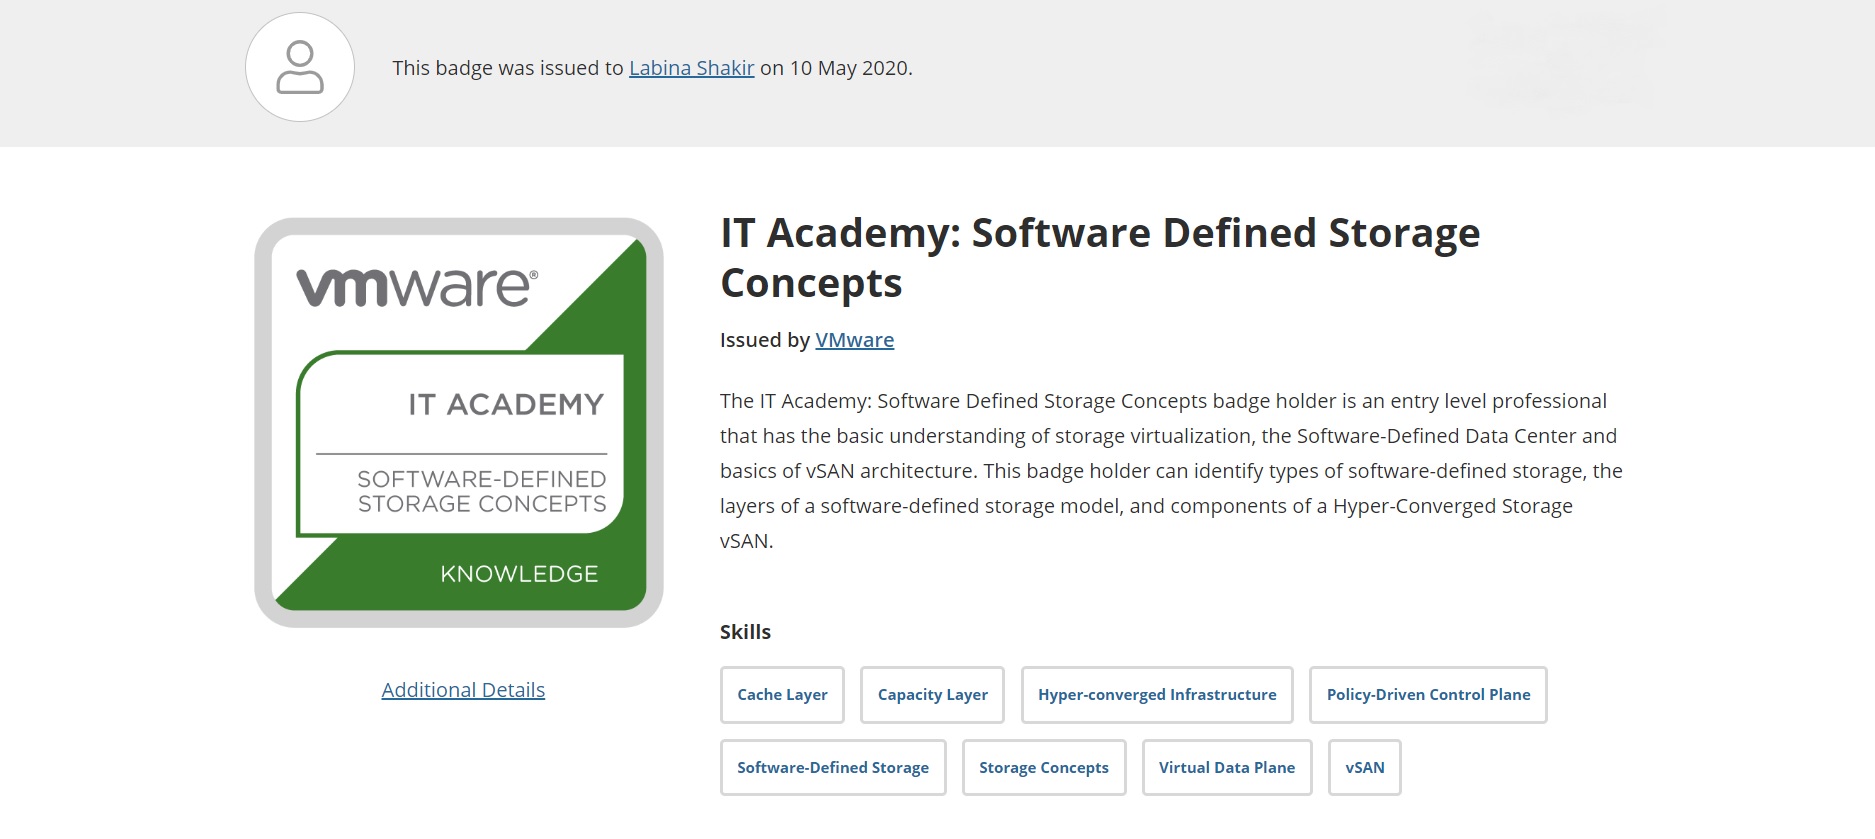 This badge was issued to Labina Shakir on 10 May 2020.
vmware®
IT ACADEMY
SOFTWARE-DEFINED
STORAGE CONCEPTS
KNOWLEDGE
Additional Details
IT Academy: Software Defined Storage
Concepts
Issued by VMware
The IT Academy: Software Defined Storage Concepts badge holder is an entry level professional
that has the basic understanding of storage virtualization, the Software-Defined Data Center and
basics of vSAN architecture. This badge holder can identify types of software-defined storage, the
layers of a software-defined storage model, and components of a Hyper-Converged Storage
vSAN.
Skills
Cache Layer Capacity Layer Hyper-converged Infrastructure Policy-Driven Control Plane
Software-Defined Storage Storage Concepts Virtual Data Plane vSAN